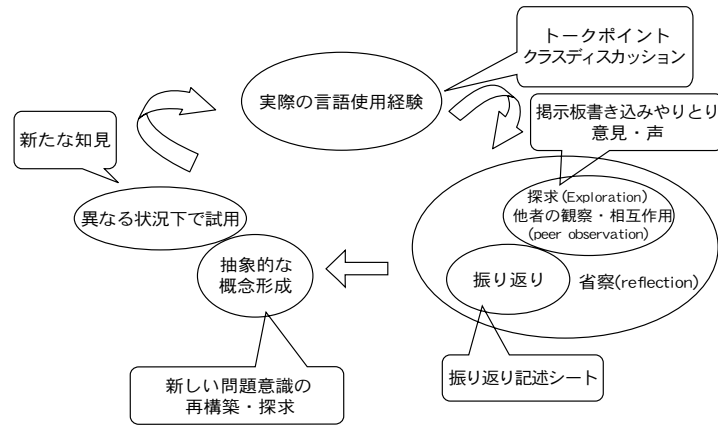 トークポイント
クラスディスカッション
実際の言語使用経験
掲示板書き込みやりとり
意見・声
新たな知見
探求(Exploration)
他者の観察・相互作用
(peer observation)
異なる状況下で試用
抽象的な
概念形成
振り返り
省察(reflection)
新しい問題意識の
再構築・探求
振り返り記述シート